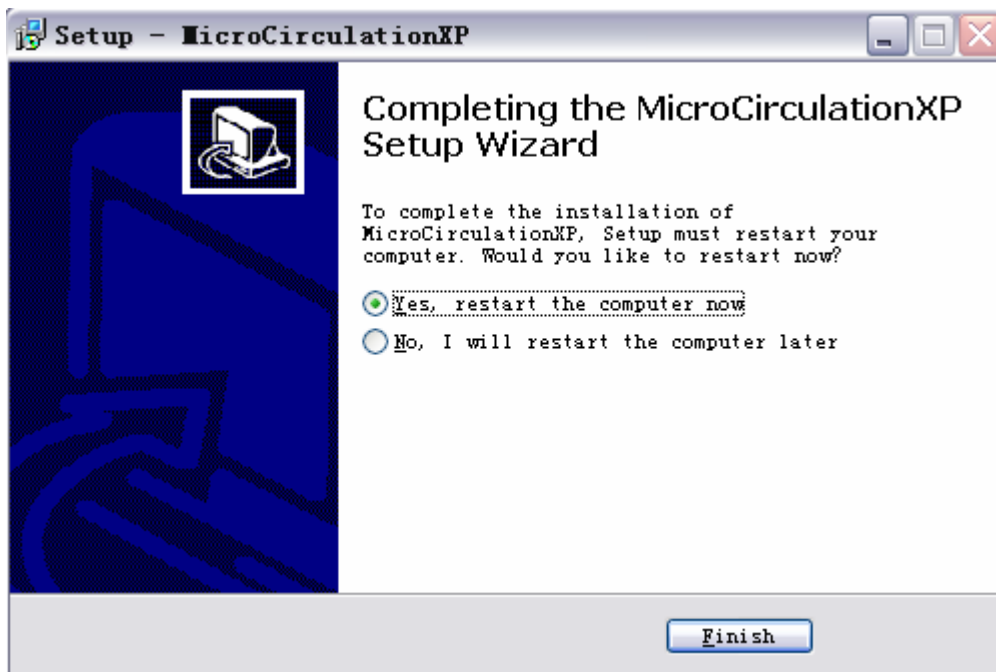 Setup - MicroCirculationXP
Completing the MicroCirculationXP
Setup Wizard
To complete the installation of
MicroCirculationXP, Setup must restart your
computer. Would you like to restart now?
Yes, restart the computer now
No, I will restart the computer later
Finish